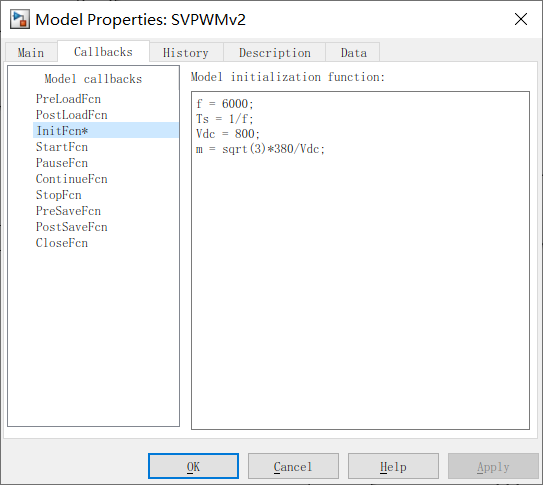 Model Properties: SVPWMv2
Main Callbacks History Description Data
Model callbacks
PreLoadFcn
PostLoadFcn
InitFcn*
StartFcn
PauseFcn
ContinueFcn
StopFcn
PreSaveFcn
PostSaveFcn
CloseFcn
Model initialization function:
f = 6000;
Ts = 1/f;
Vdc = 800;
m = sqrt(3)*380/Vdc;
OK Cancel Help Apply